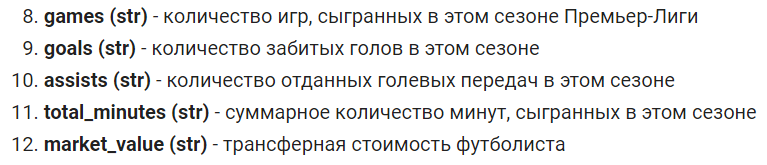 8. games (str) - количество игр, сыгранных в этом сезоне Премьер-Лиги
9. goals (str) - количество забитых голов в этом сезоне
10. assists (str) - количество отданных голевых передач в этом сезоне
11. total_minutes (str) - суммарное количество минут, сыгранных в этом сезоне
12. market_value (str) - трансферная стоимость футболиста